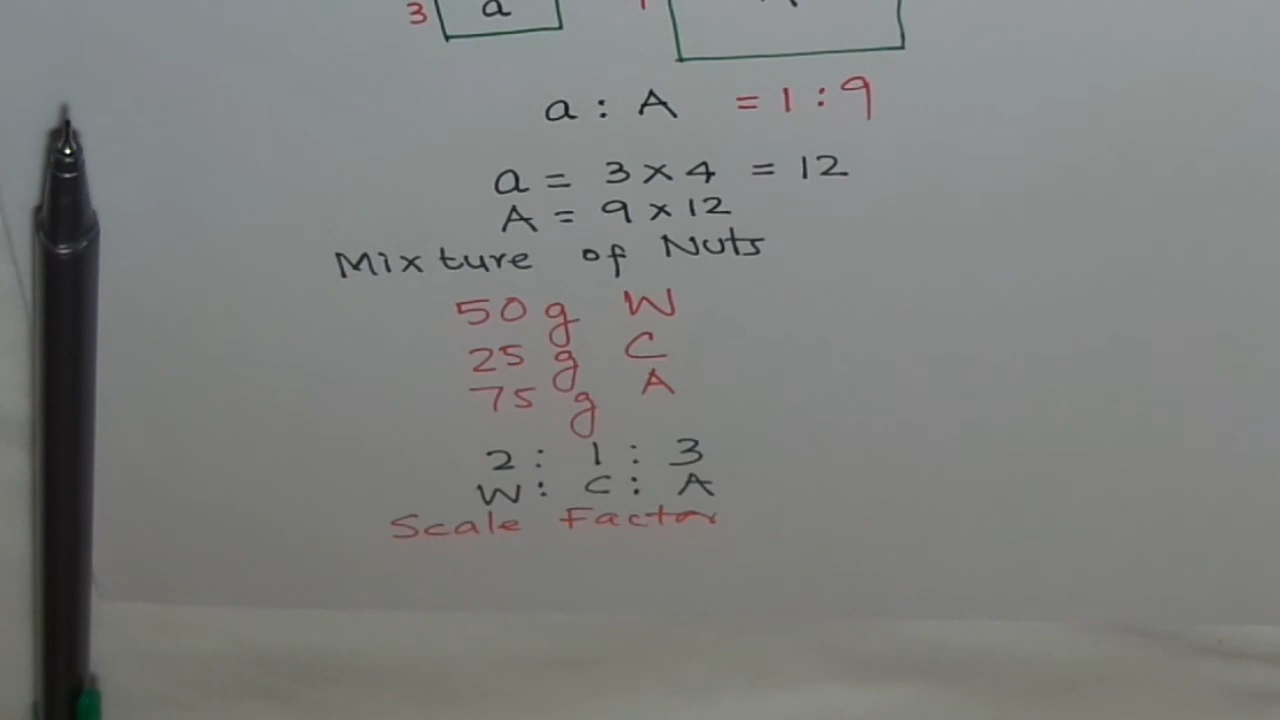 3 a
a : A = 1 : 9
a = 3 x 4 = 12
A = 9 x 12
Mixture of Nuts
50 g W
25 g C
75 g A
2 : 1 : 3
W : C : A
Scale Factor